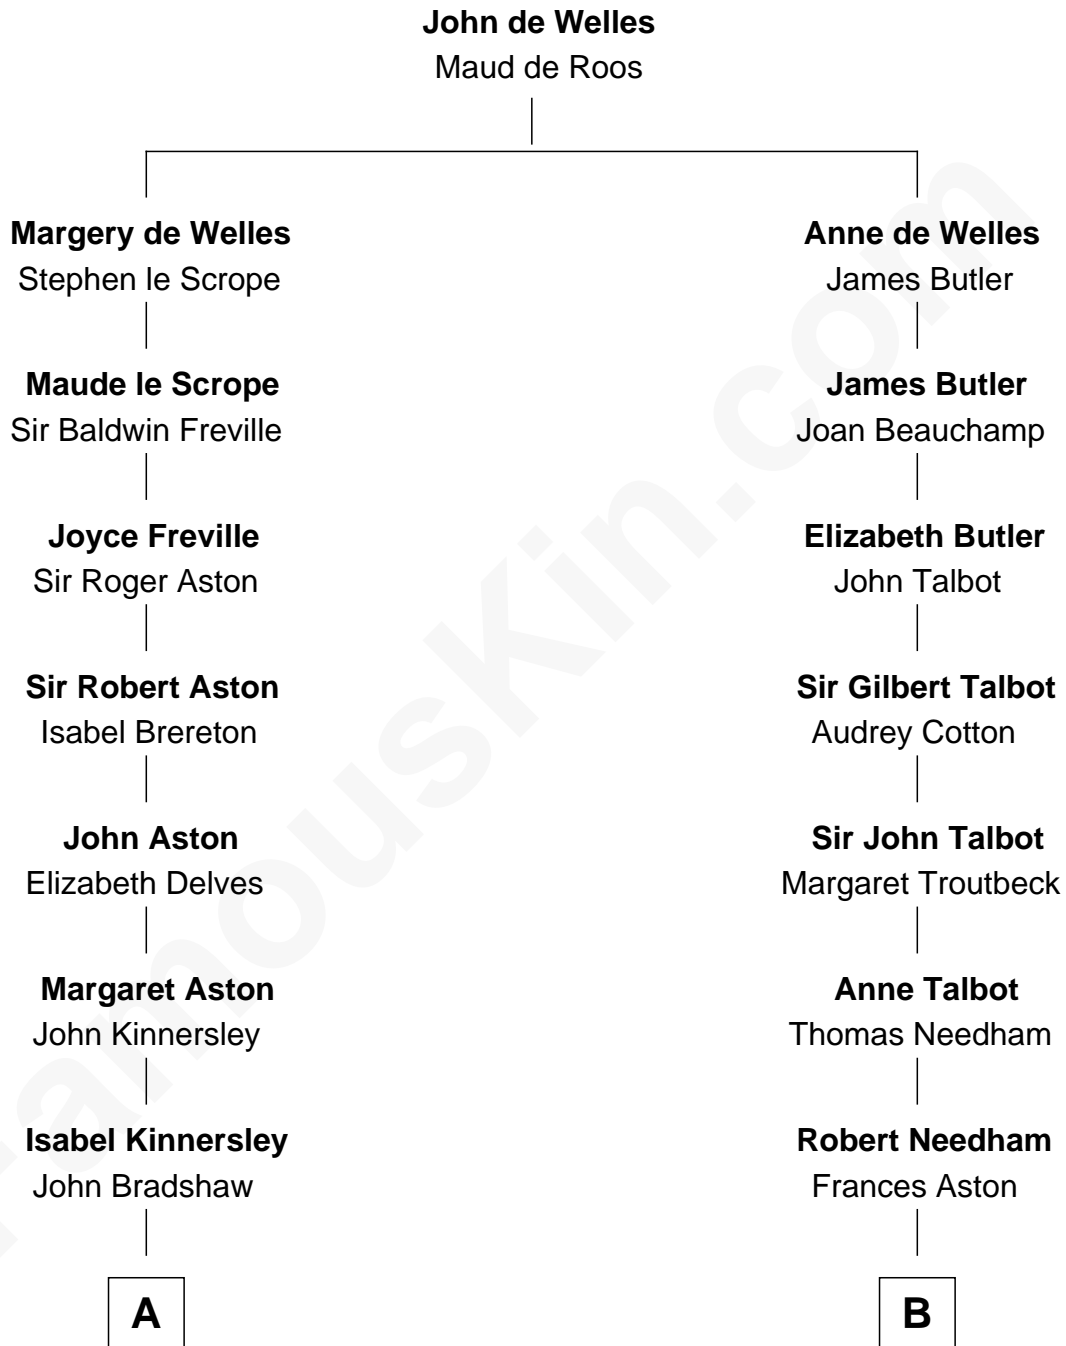 John de Welles
Maud de Roos
Margery de Welles
Stephen le Scrope
Maude le Scrope
Sir Baldwin Freville
Joyce Freville
Sir Roger Aston
Sir Robert Aston
Isabel Brereton
John Aston
Elizabeth Delves
Margaret Aston
John Kinnersley
Isabel Kinnersley
John Bradshaw
A
Anne de Welles
James Butler
James Butler
Joan Beauchamp
Elizabeth Butler
John Talbot
Sir Gilbert Talbot
Audrey Cotton
Sir John Talbot
Margaret Troutbeck
Anne Talbot
Thomas Needham
Robert Needham
Frances Aston
B
FamousKin.com